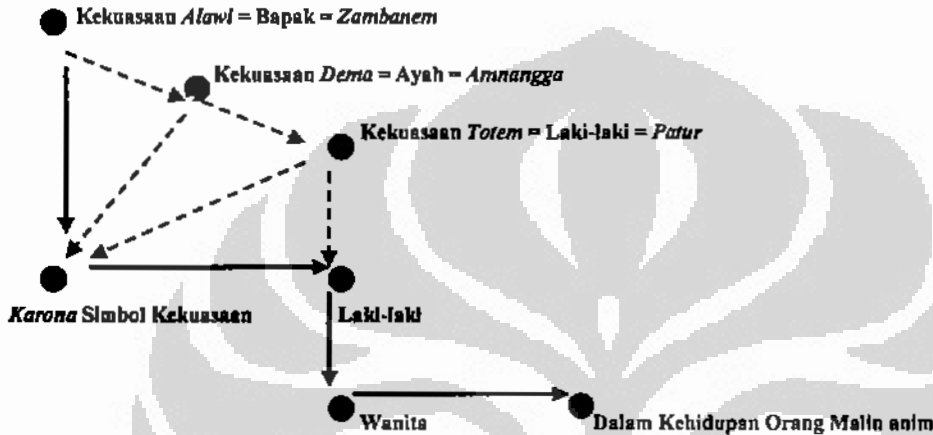 Kekuasaan Alawi = Bapak = Zambanem
Kekuasaan Dema = Ayah = Amnangga
Kekuasaan Totem = Laki-laki = Patur
Karona Simbol Kekuasaan
Laki-laki
Wanita
Dalam Kehidupan Orang Malin anim